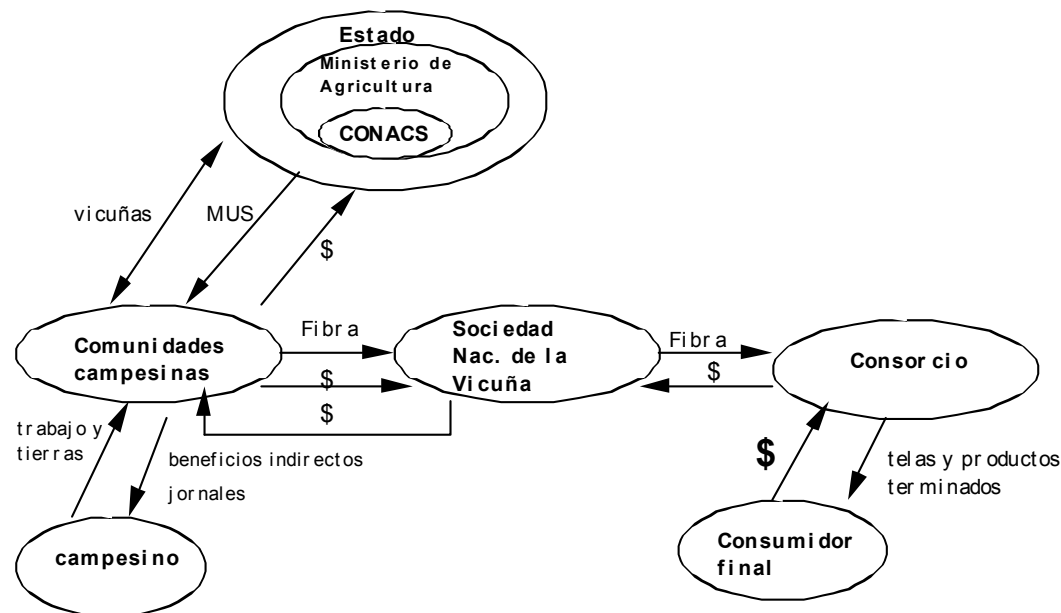 Estado
Ministerio de
Agricultura
CONACS
vicuñas
MUS
$
Comunidades
campesinas
Fibra
$
$
Sociedad
Nac. de la
Vicuña
Fibra
$
Consorcio
trabajo y
tierras
beneficios indirectos
jornales
$
telas y productos
terminados
campesino
Consumidor
final